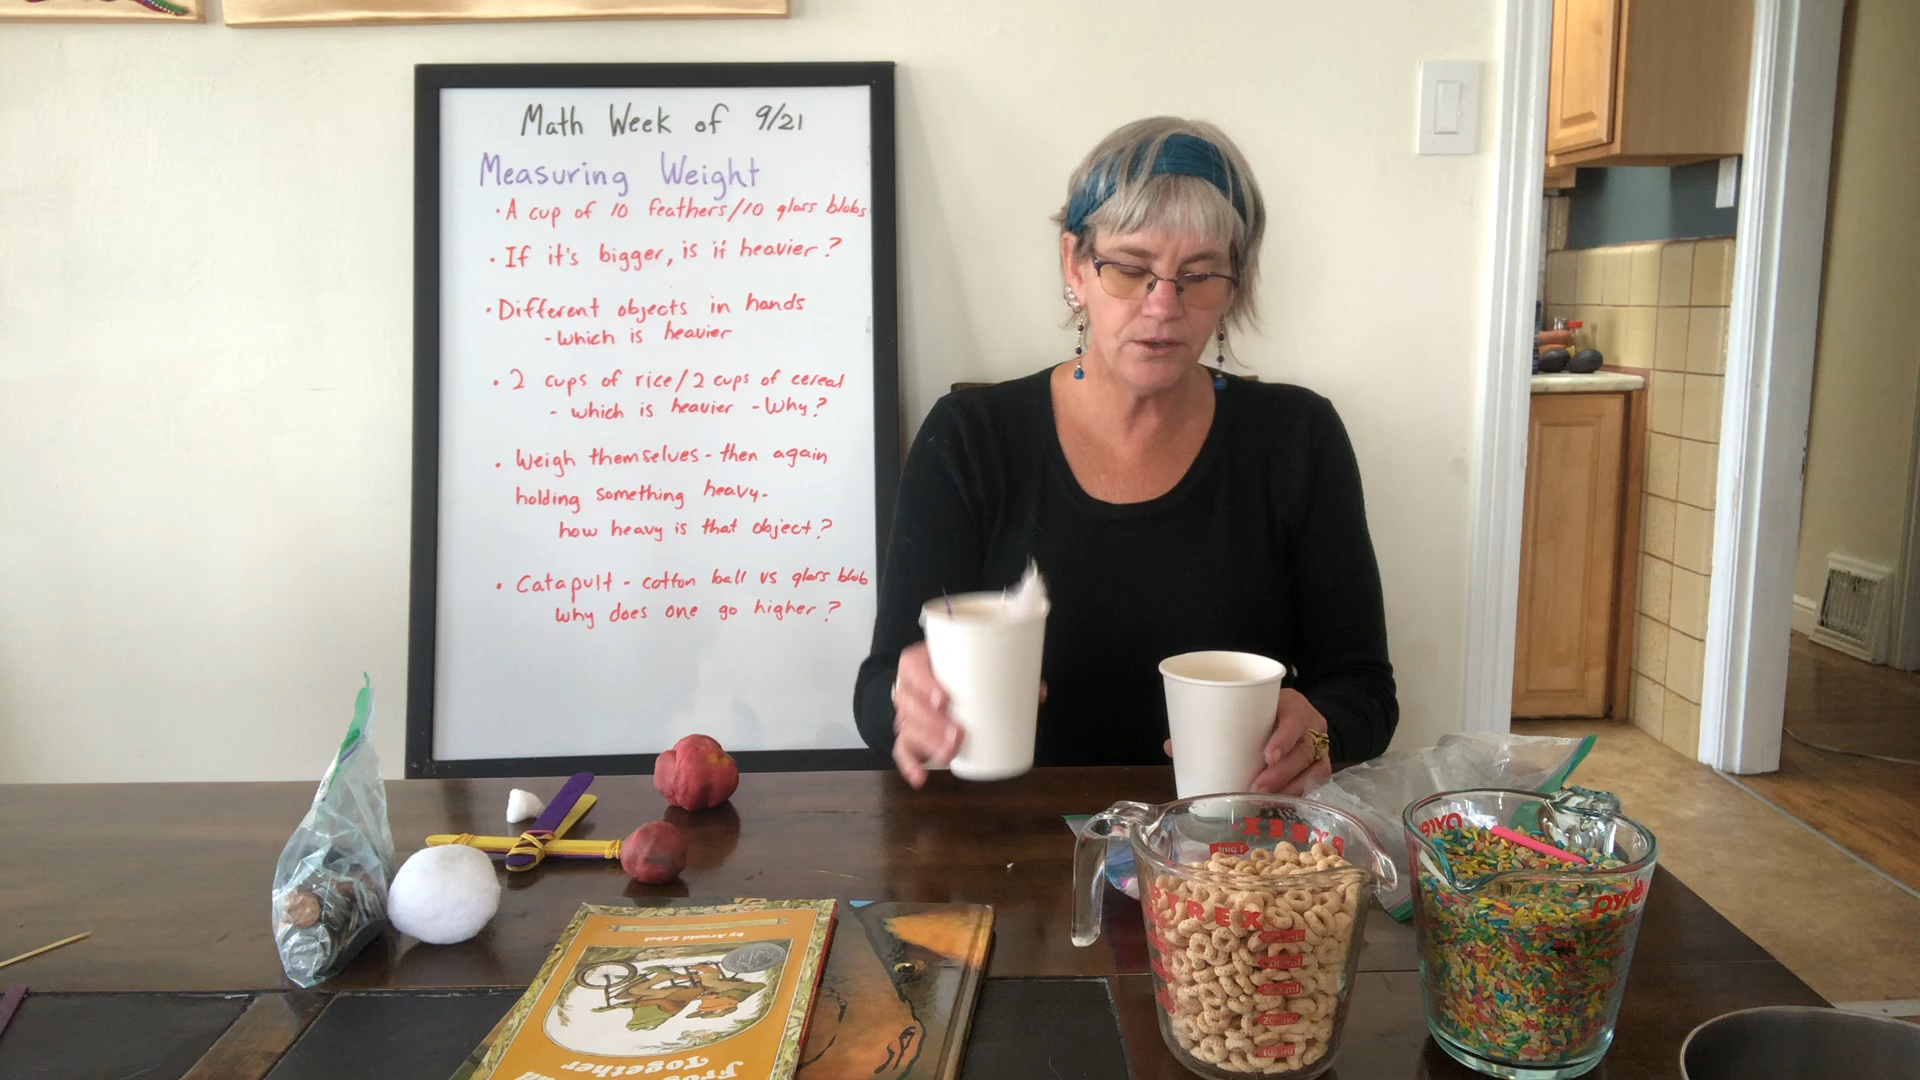 Math Week of 9/21
Measuring Weight
• A cup of 10 feathers/10 glass blobs
• If it's bigger, is it heavier?
• Different objects in hands
- which is heavier
• 2 cups of rice/2 cups of cereal
- which is heavier - Why?
• Weigh themselves - then again
holding something heavy.
how heavy is that object?
• Catapult - cotton ball vs glass blob
Why does one go higher?
PYREX
PYREX
by Arnold Lobel
Together